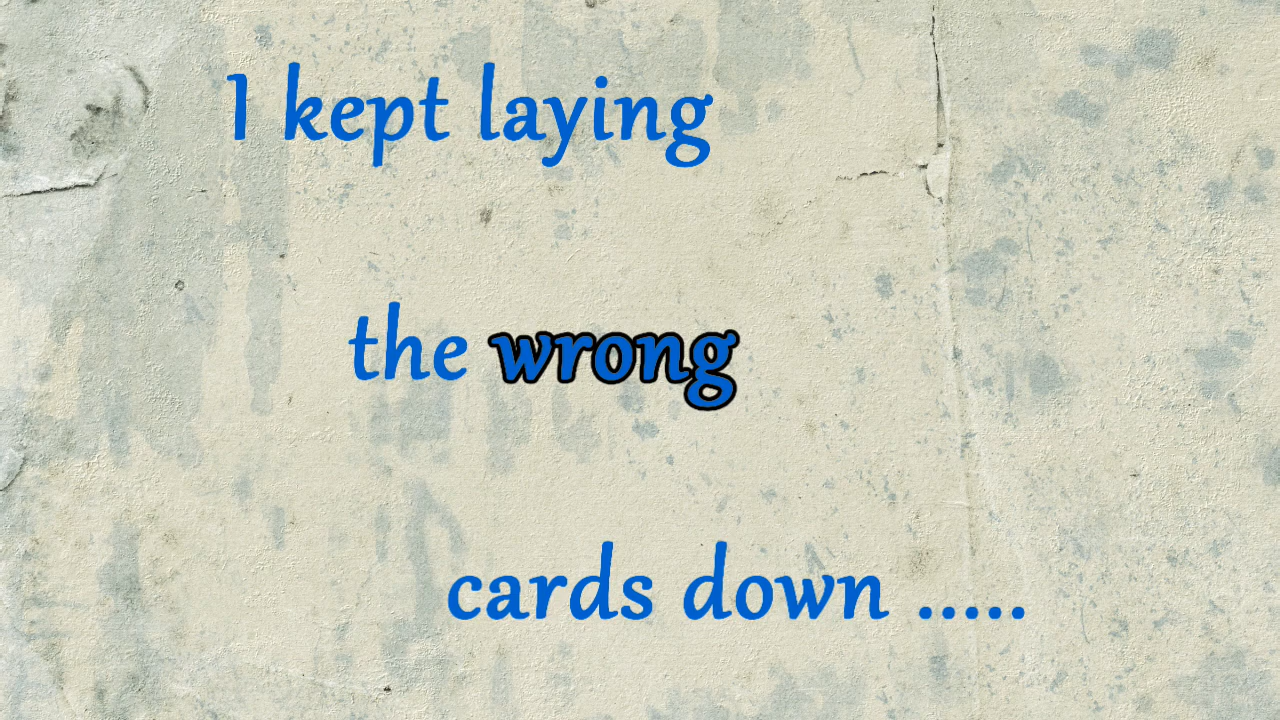 I kept laying
the wrong
cards down .....